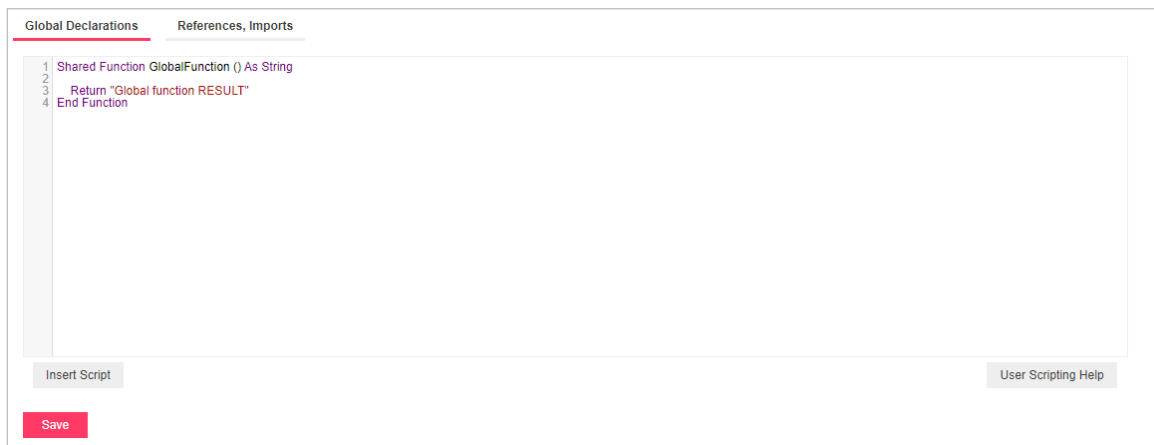 Global Declarations References, Imports
1 Shared Function GlobalFunction () As String
2
3 Return "Global function RESULT"
4 End Function
Insert Script User Scripting Help
Save